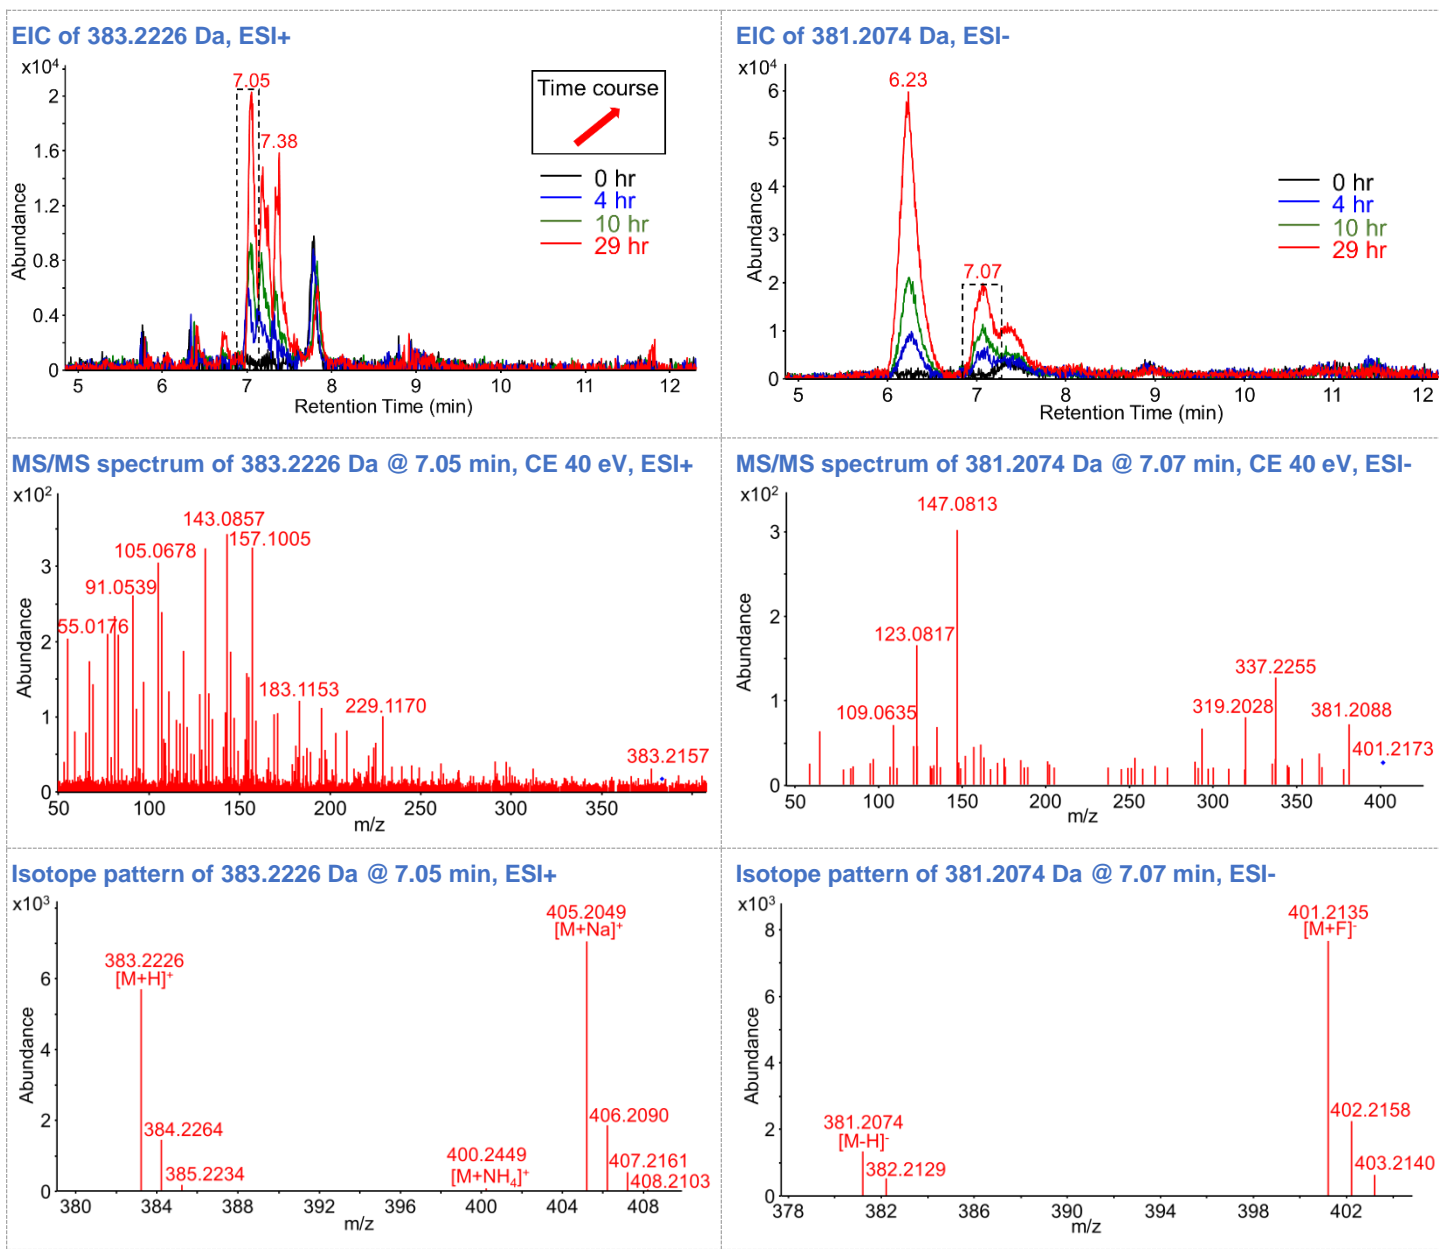 EIC of 383.2226 Da, ESI+
x10⁴
7.05
7.38
Time course
0 hr
4 hr
10 hr
29 hr
2
1.6
1.2
0.8
0.4
0
Abundance
5 6 7 8 9 10 11 12
Retention Time (min)
EIC of 381.2074 Da, ESI-
x10⁴
6.23
7.07
0 hr
4 hr
10 hr
29 hr
6
5
4
3
2
1
0
Abundance
5 6 7 8 9 10 11 12
Retention Time (min)
MS/MS spectrum of 383.2226 Da @ 7.05 min, CE 40 eV, ESI+
x10²
143.0857
157.1005
105.0678
91.0539
55.0176
183.1153
229.1170
383.2157
3
2
1
0
Abundance
50 100 150 200 250 300 350
m/z
MS/MS spectrum of 381.2074 Da @ 7.07 min, CE 40 eV, ESI-
x10²
147.0813
123.0817
109.0635
337.2255
319.2028
381.2088
401.2173
3
2
1
0
Abundance
50 100 150 200 250 300 350 400
m/z
Isotope pattern of 383.2226 Da @ 7.05 min, ESI+
x10³
405.2049
[M+Na]⁺
383.2226
[M+H]⁺
406.2090
384.2264
385.2234
400.2449
[M+NH₄]⁺
407.2161
408.2103
6
4
2
0
Abundance
380 384 388 392 396 400 404 408
m/z
Isotope pattern of 381.2074 Da @ 7.07 min, ESI-
x10³
401.2135
[M+F]⁻
381.2074
[M-H]⁻
382.2129
402.2158
403.2140
8
6
4
2
0
Abundance
378 382 386 390 394 398 402
m/z